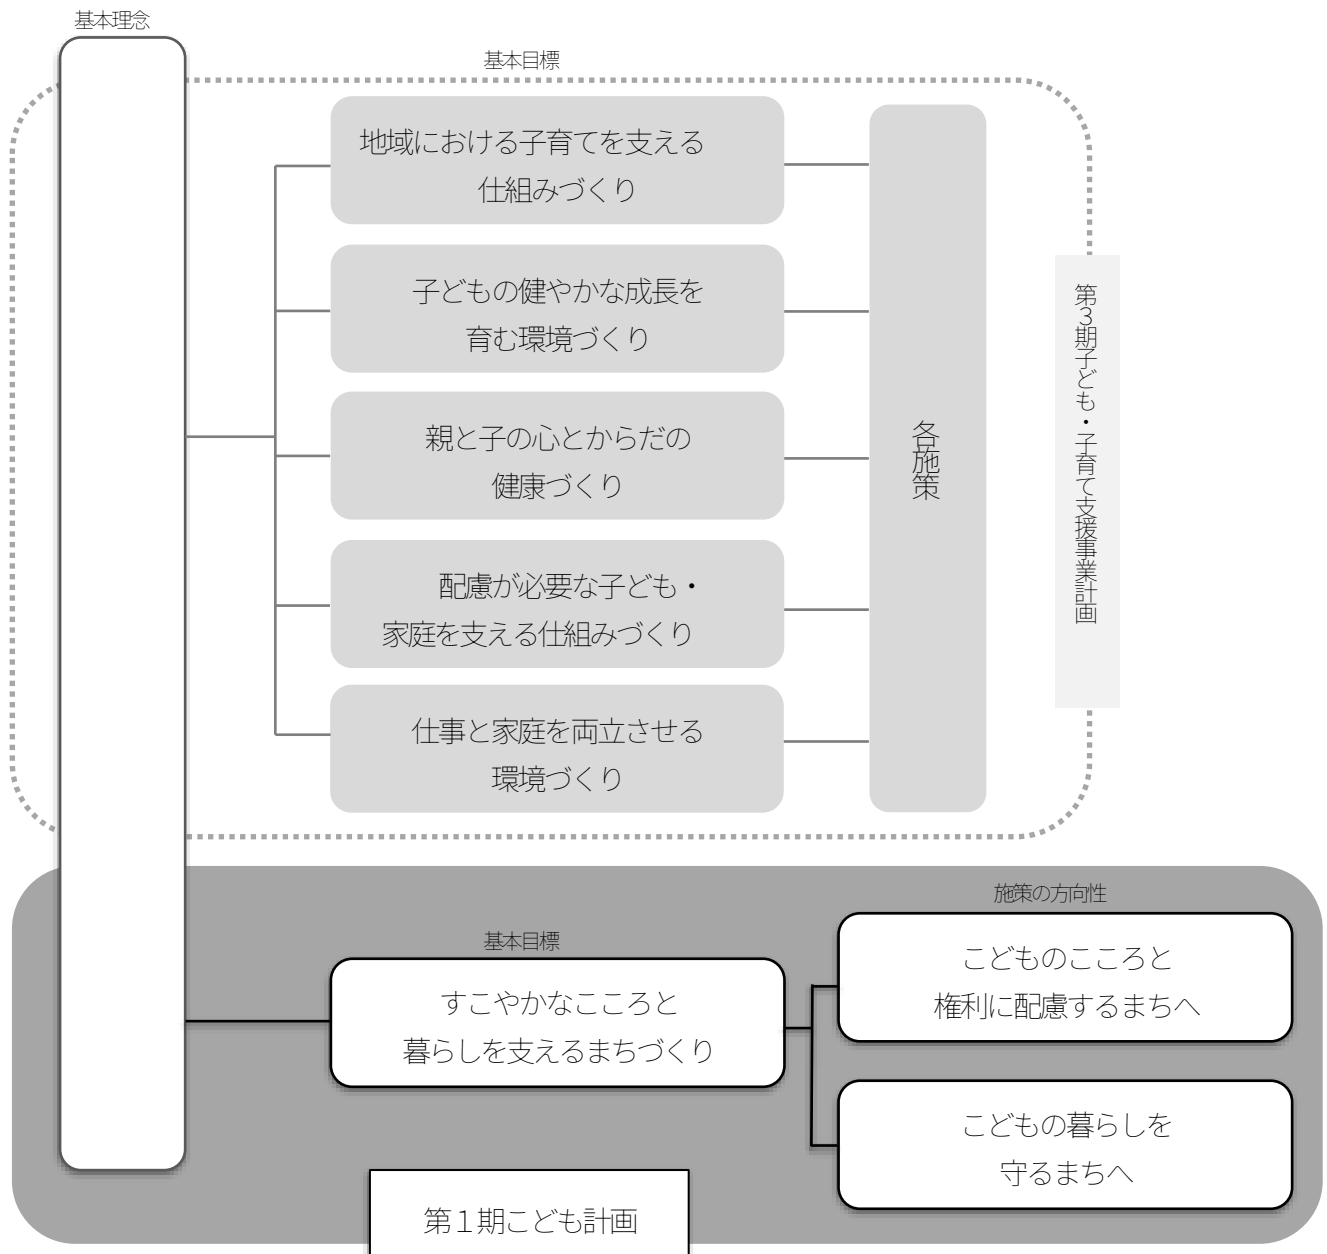 基本理念
基本目標
地域における子育てを支える
仕組みづくり
子どもの健やかな成長を
育む環境づくり
親と子の心とからだの
健康づくり
配慮が必要な子ども・
家庭を支える仕組みづくり
仕事と家庭を両立させる
環境づくり
各施策
第３期子ども・子育て支援事業計画
施策の方向性
基本目標
すこやかなこころと
暮らしを支えるまちづくり
こどものこころと
権利に配慮するまちへ
こどもの暮らしを
守るまちへ
第１期こども計画